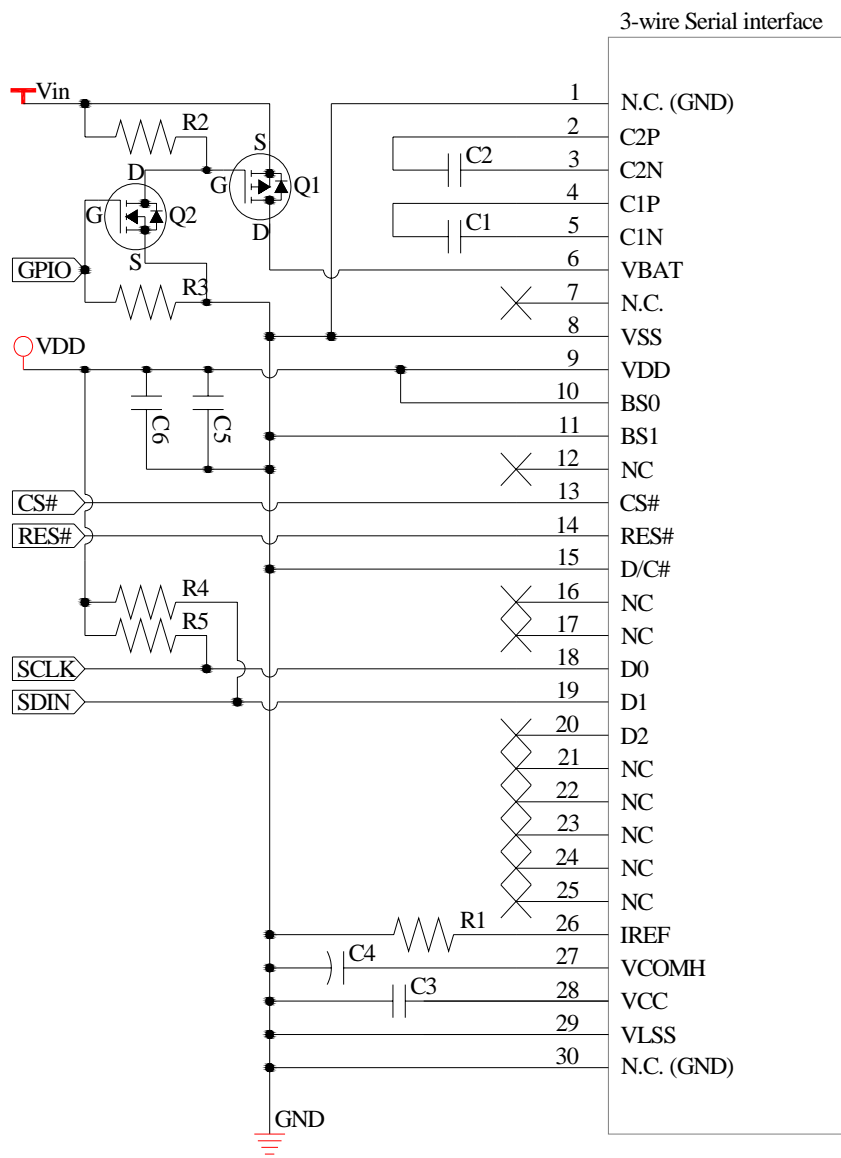 3-wire Serial interface
Vin
R2
S
G
Q1
D
D
G
Q2
S
GPIO
R3
VDD
C6
C5
CS#
RES#
R4
R5
SCLK
SDIN
C2
C1
R1
C4
C3
GND
1 N.C. (GND)
2 C2P
3 C2N
4 C1P
5 C1N
6 VBAT
7 N.C.
8 VSS
9 VDD
10 BS0
11 BS1
12 NC
13 CS#
14 RES#
15 D/C#
16 NC
17 NC
18 D0
19 D1
20 D2
21 NC
22 NC
23 NC
24 NC
25 NC
26 IREF
27 VCOMH
28 VCC
29 VLSS
30 N.C. (GND)